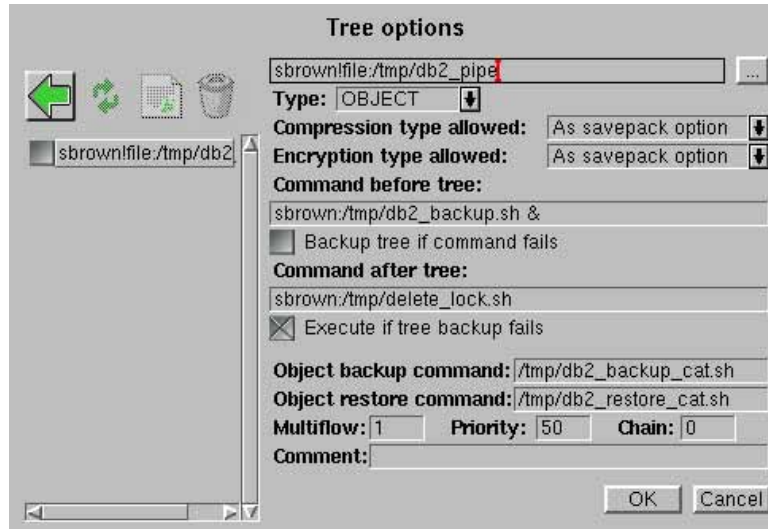 Tree options
sbrown!file:/tmp/db2_pipe
...
Type: OBJECT
Compression type allowed: As savepack option
sbrown!file:/tmp/db2
Encryption type allowed: As savepack option
Command before tree:
sbrown:/tmp/db2_backup.sh &
Backup tree if command fails
Command after tree:
sbrown:/tmp/delete_lock.sh
Execute if tree backup fails
Object backup command: /tmp/db2_backup_cat.sh
Object restore command: /tmp/db2_restore_cat.sh
Multiflow: 1 Priority: 50 Chain: 0
Comment:
OK Cancel